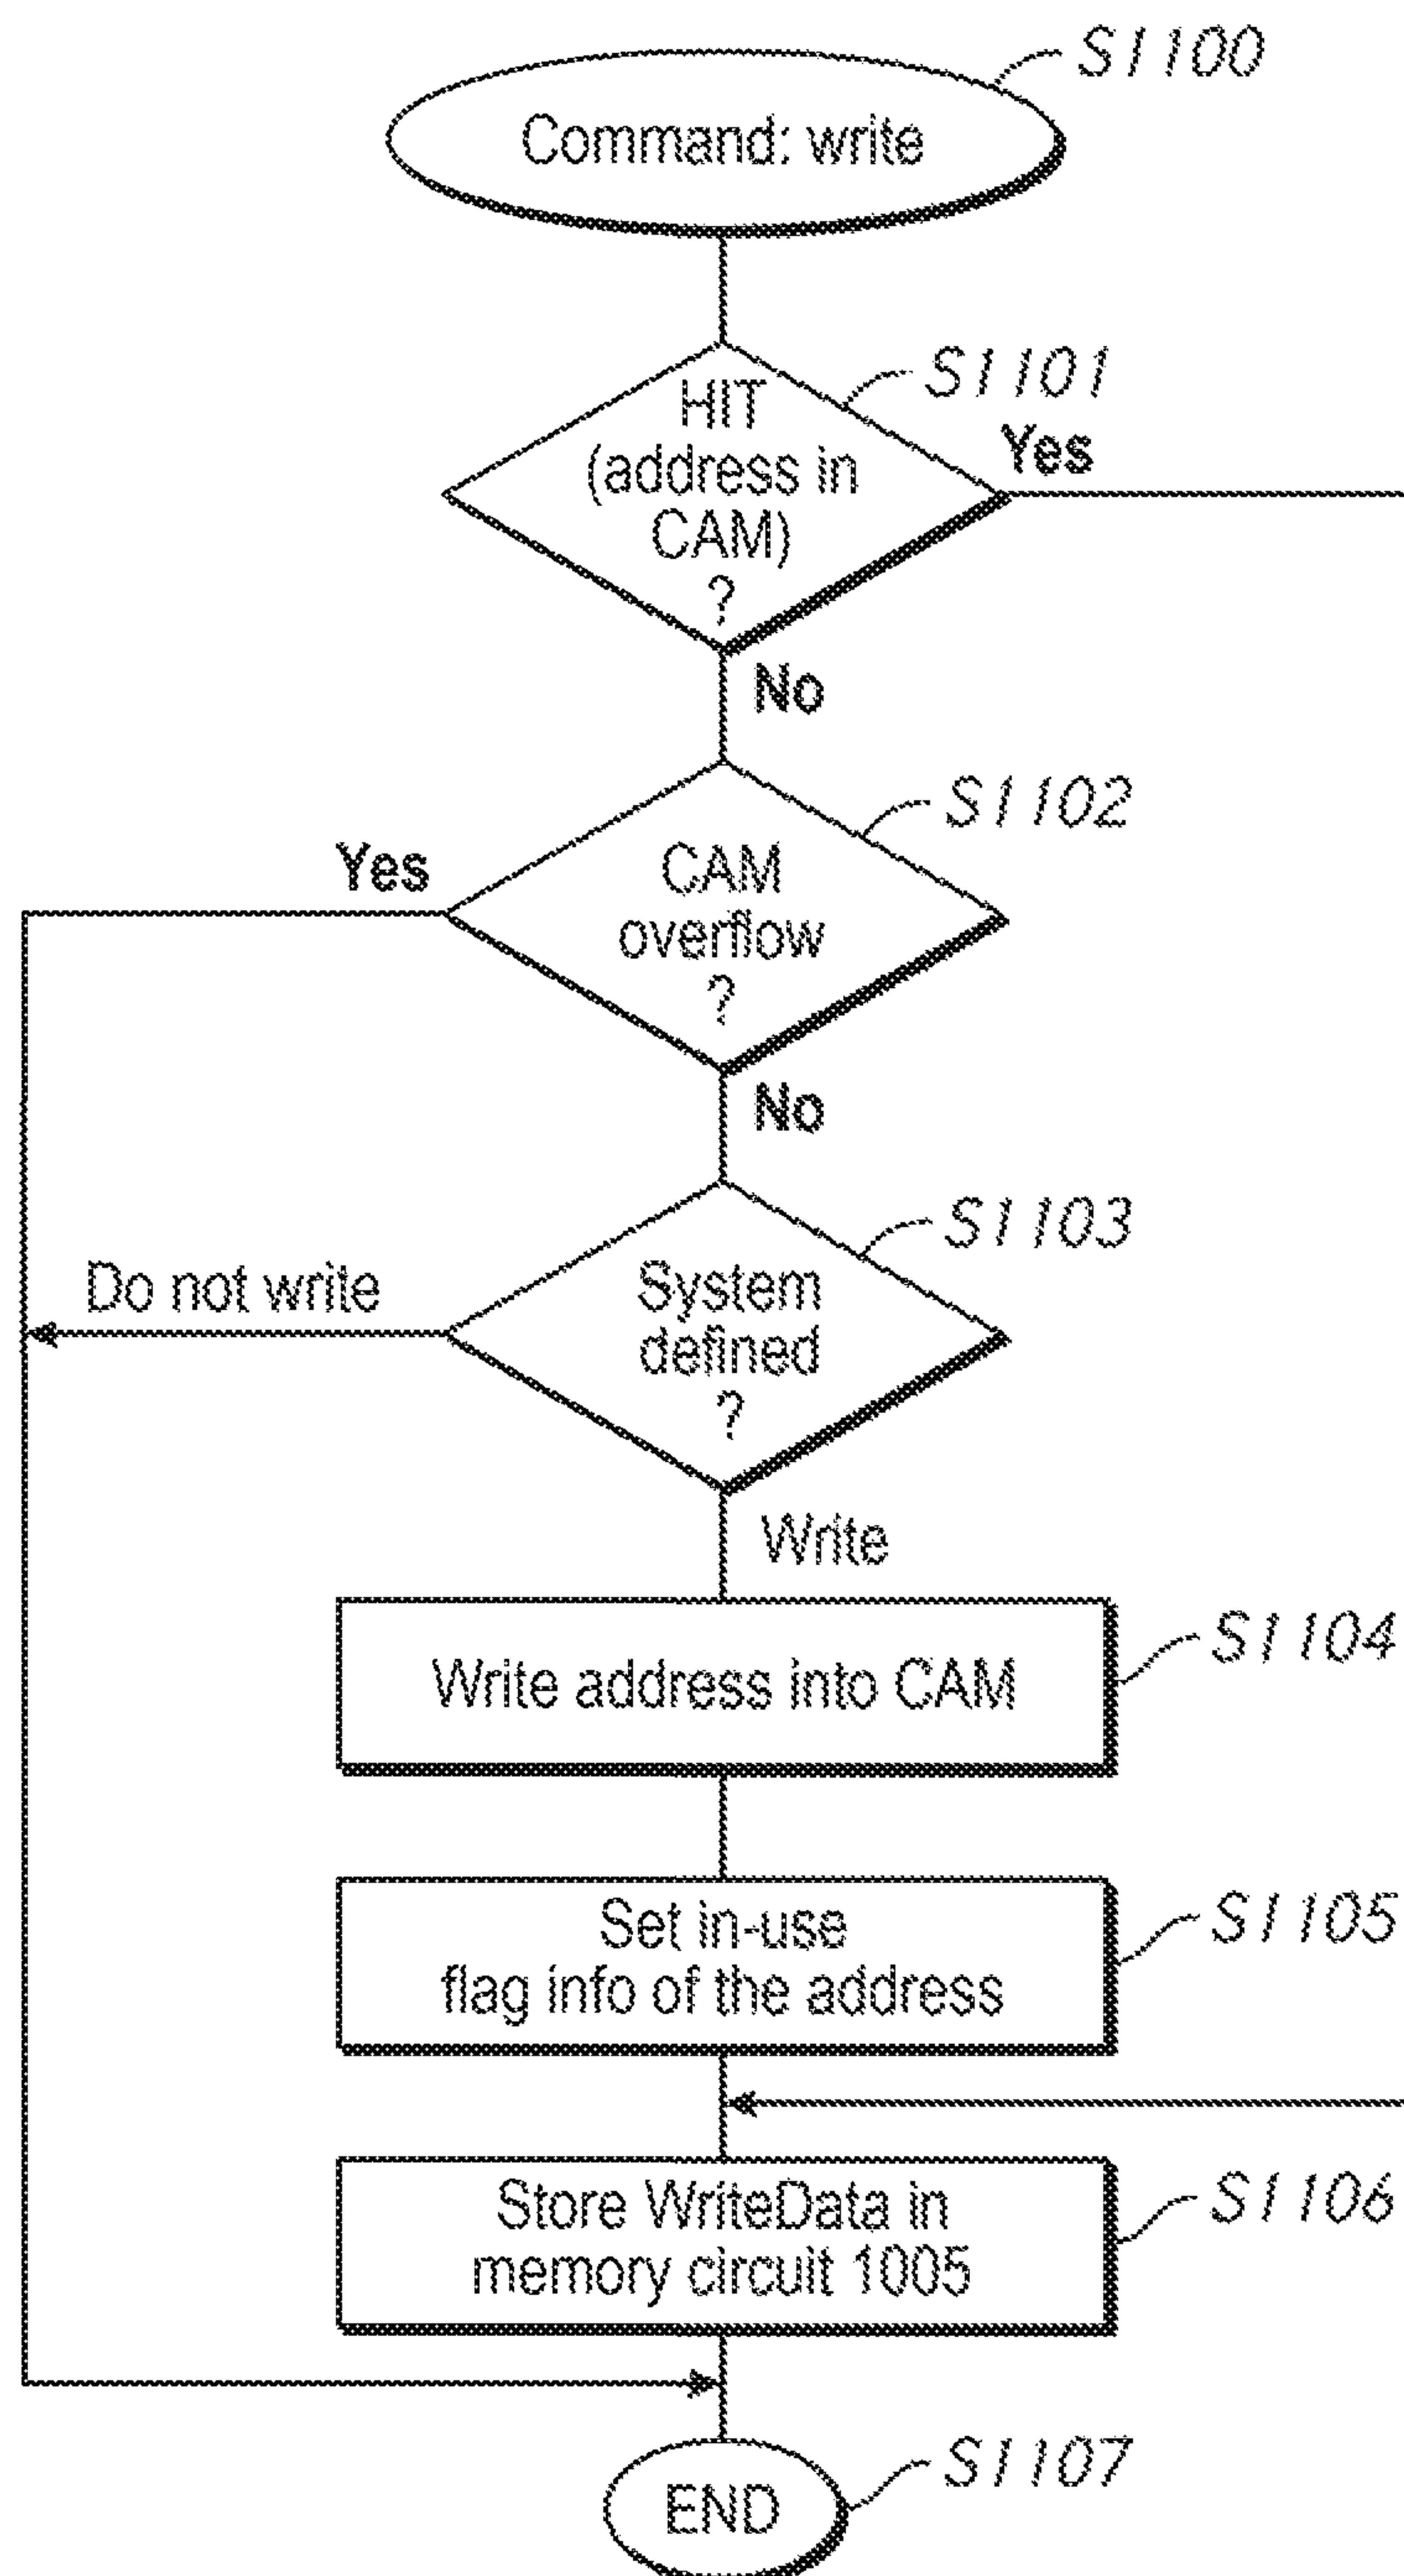 S1100
Command: write
S1101
HIT
(address in
CAM)
?
Yes
No
S1102
Yes
CAM
overflow
?
No
S1103
Do not write
System
defined
?
Write
S1104
Write address into CAM
S1105
Set in-use
flag info of the address
S1106
Store WriteData in
memory circuit 1005
S1107
END